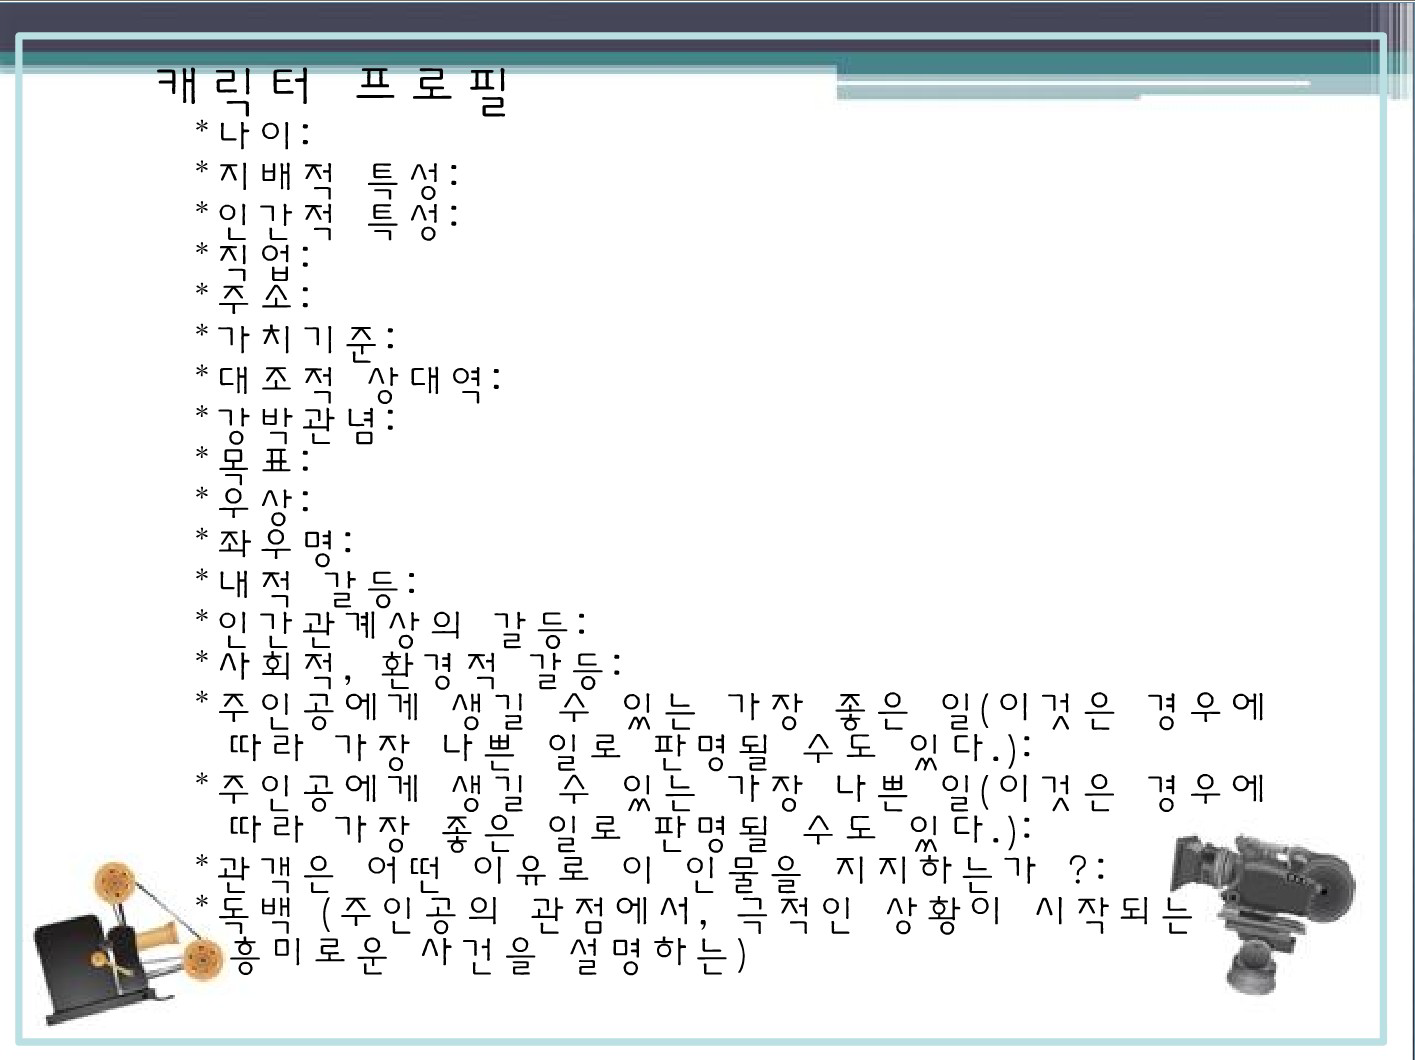 캐릭터 프로필
*나이:
*지배적 특성:
*인간적 특성:
*직업:
*주소:
*가치기준:
*대조적 상대역:
*강박관념:
*목표:
*우상:
*좌우명:
*내적 갈등:
*인간관계상의 갈등:
*사회적, 환경적 갈등:
*주인공에게 생길 수 있는 가장 좋은 일(이것은 경우에
따라 가장 나쁜 일로 판명될 수도 있다.):
*주인공에게 생길 수 있는 가장 나쁜 일(이것은 경우에
따라 가장 좋은 일로 판명될 수도 있다.):
*관객은 어떤 이유로 이 인물을 지지하는가 ?:
*독백 (주인공의 관점에서, 극적인 상황이 시작되는
흥미로운 사건을 설명하는)